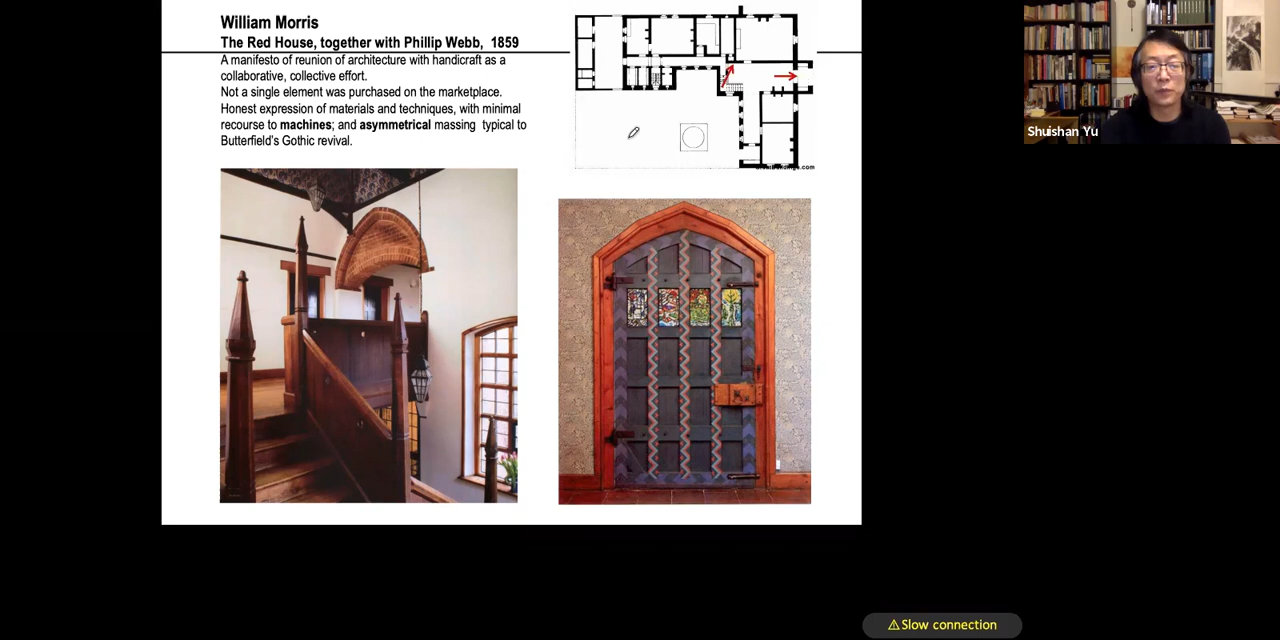 William Morris
The Red House, together with Phillip Webb, 1859
A manifesto of reunion of architecture with handicraft as a
collaborative, collective effort.
Not a single element was purchased on the marketplace.
Honest expression of materials and techniques, with minimal
recourse to machines; and asymmetrical massing typical to
Butterfield's Gothic revival.
Shuishan Yu
Slow connection